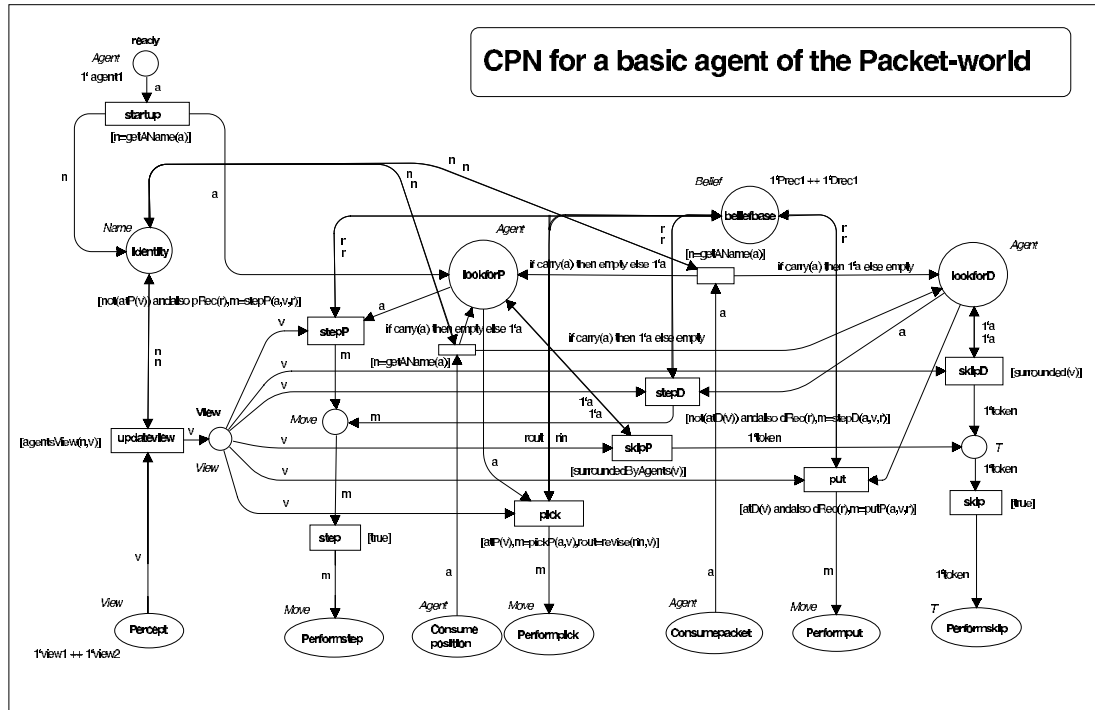 CPN for a basic agent of the Packet-world
ready
Agent
1`agent1
a
startup
[n=getAName(a)]
n
a
n
n
n
n
Name
identity
Belief
1`Prec1 ++ 1`Drec1
beliefbase
r
r
r
r
r
r
Agent
lookforP
[n=getAName(a)]
if carry(a) then empty else 1`a
if carry(a) then 1`a else empty
Agent
lookforD
[not(atP(v)) andalso pRec(r),m=stepP(a,v,r)]
a
stepP
v
if carry(a) then empty else 1`a
if carry(a) then 1`a else empty
[n=getAName(a)]
a
a
1`a
1`a
n
n
m
v
v
stepD
skipD
[surrounded(v)]
1`a
1`a
Move
m
[not(atD(v)) andalso dRec(r),m=stepD(a,v,r)]
1`token
View
[agentsView(n,v)]
updateview
v
View
v
rout
rin
skipP
1`token
T
[surroundedByAgents(v)]
1`token
v
a
put
v
m
pick
[atD(v) andalso dRec(r),m=putP(a,v,r)]
skip
[true]
step
[true]
[atP(v),m=pickP(a,v),rout=revise(rin,v)]
v
m
a
m
a
m
1`token
View
Percept
1`view1 ++ 1`view2
Move
Performstep
Agent
Consume
position
Move
Performpick
Agent
Consumepacket
Move
Performput
T
Performskip